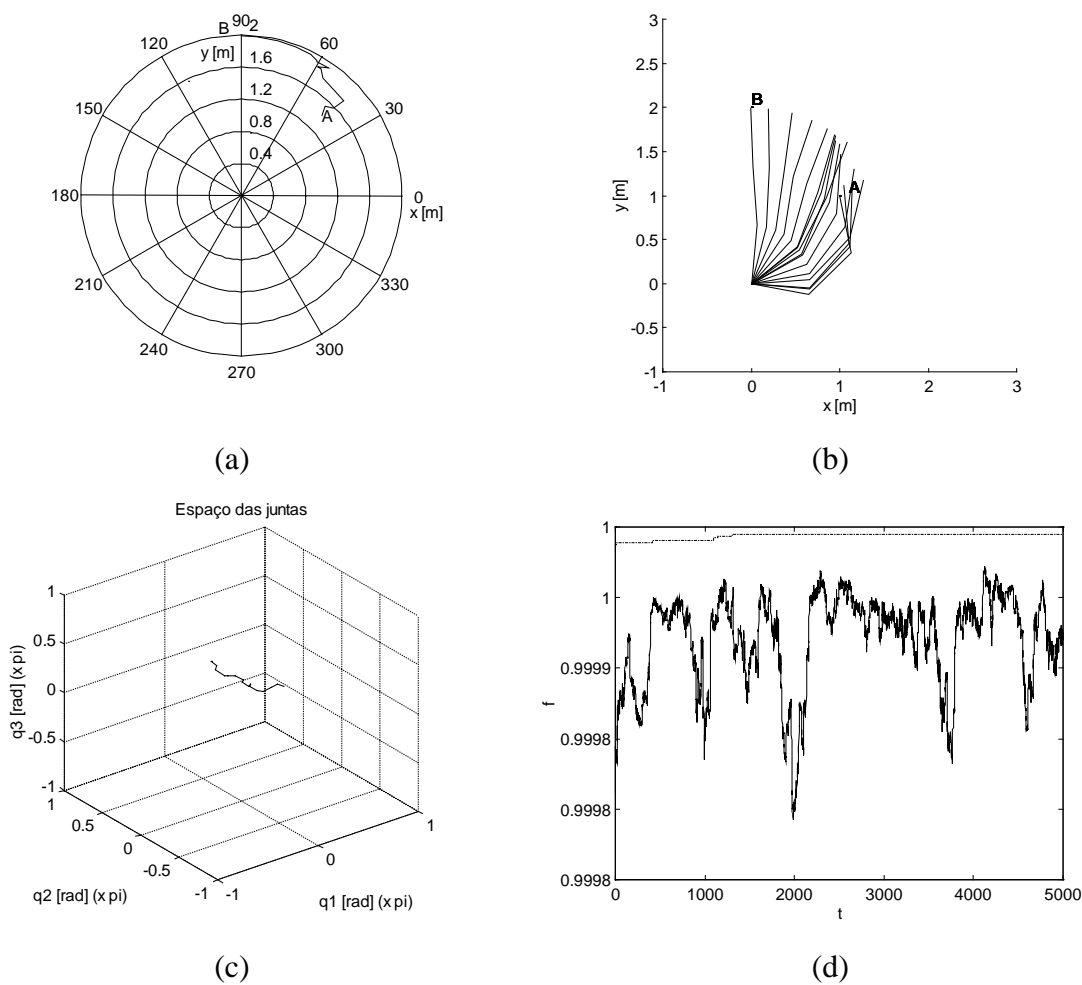 B 90 2
120 y [m] 60
1.6
150 1.2 30
0.8 A
0.4
180 0
x [m]
210 330
240 300
270
(a)
3
2.5
2 B
y [m] 1.5
1 A
0.5
0
-0.5
-1
-1 0 1 2 3
x [m]
(b)
Espaço das juntas
1
0.5
0
-0.5
-1
q3 [rad] (x pi)
1
0.5
0
-0.5
-1
q2 [rad] (x pi)
-1
0
1
q1 [rad] (x pi)
(c)
1
1
0.9999
f
0.9998
0.9998
0.9998
0 1000 2000 3000 4000 5000
t
(d)